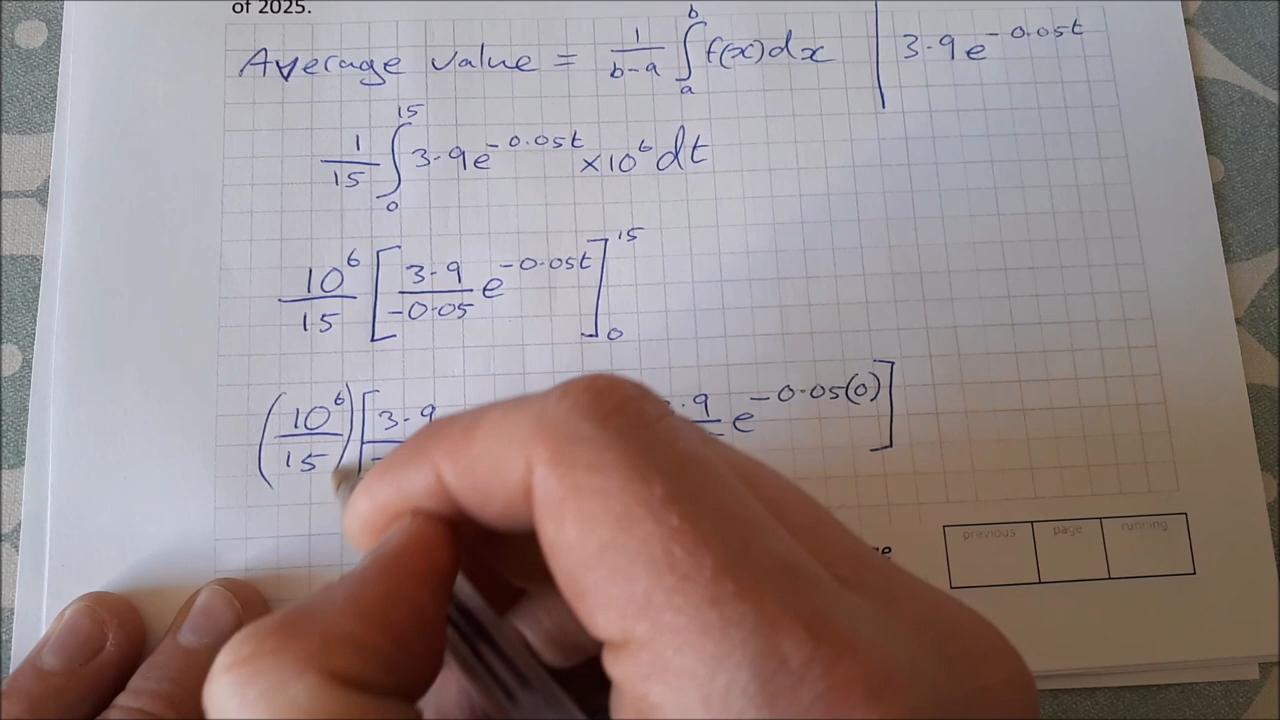 of 2025.
Average value = 1/(b-a) ∫_a^b f(x)dx | 3·9e^(-0.05t)
1/15 ∫_0^15 3·9e^(-0.05t) ×10^6 dt
10^6/15 [3·9/-0·05 e^(-0·05t)]_0^15
(10^6/15) [3·9 ·9 e^(-0·05(0))]
previous page running